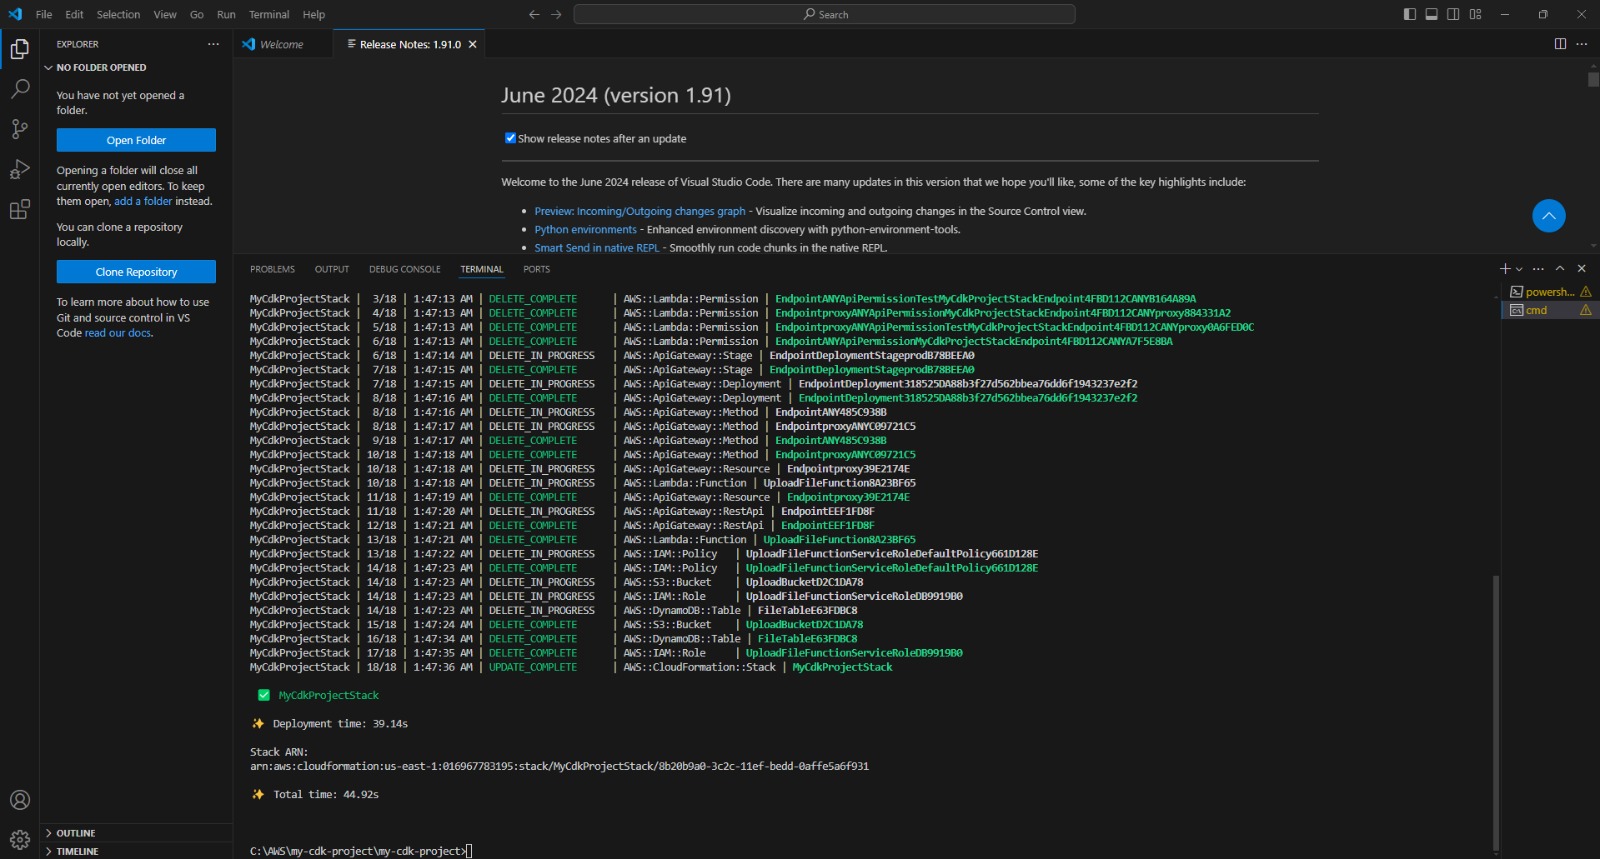 File Edit Selection View Go Run Terminal Help
Search
EXPLORER
NO FOLDER OPENED
You have not yet opened a
folder.
Open Folder
Opening a folder will close all
currently open editors. To keep
them open, add a folder instead.
You can clone a repository
locally.
Clone Repository
To learn more about how to use
Git and source control in VS
Code read our docs.
OUTLINE
TIMELINE
Welcome
Release Notes: 1.91.0
June 2024 (version 1.91)
Show release notes after an update
Welcome to the June 2024 release of Visual Studio Code. There are many updates in this version that we hope you'll like, some of the key highlights include:
• Preview: Incoming/Outgoing changes graph - Visualize incoming and outgoing changes in the Source Control view.
• Python environments - Enhanced environment discovery with python-environment-tools.
• Smart Send in native REPL - Smoothly run code chunks in the native REPL.
PROBLEMS OUTPUT DEBUG CONSOLE TERMINAL PORTS
powersh...
cmd
MyCdkProjectStack | 3/18 | 1:47:13 AM | DELETE_COMPLETE | AWS::Lambda::Permission | EndpointANYApiPermissionTestMyCdkProjectStackEndpoint4FBD112CANYB164A89A
MyCdkProjectStack | 4/18 | 1:47:13 AM | DELETE_COMPLETE | AWS::Lambda::Permission | EndpointproxyANYApiPermissionMyCdkProjectStackEndpoint4FBD112CANYproxy884331A2
MyCdkProjectStack | 5/18 | 1:47:13 AM | DELETE_COMPLETE | AWS::Lambda::Permission | EndpointproxyANYApiPermissionTestMyCdkProjectStackEndpoint4FBD112CANYproxy0A6FED0C
MyCdkProjectStack | 6/18 | 1:47:13 AM | DELETE_COMPLETE | AWS::Lambda::Permission | EndpointANYApiPermissionMyCdkProjectStackEndpoint4FBD112CANYA7F5E8BA
MyCdkProjectStack | 6/18 | 1:47:14 AM | DELETE_IN_PROGRESS | AWS::ApiGateway::Stage | EndpointDeploymentStageprodB78BEEA0
MyCdkProjectStack | 7/18 | 1:47:15 AM | DELETE_COMPLETE | AWS::ApiGateway::Stage | EndpointDeploymentStageprodB78BEEA0
MyCdkProjectStack | 7/18 | 1:47:15 AM | DELETE_IN_PROGRESS | AWS::ApiGateway::Deployment | EndpointDeployment318525DA88b3f27d562bbea76dd6f1943237e2f2
MyCdkProjectStack | 8/18 | 1:47:16 AM | DELETE_COMPLETE | AWS::ApiGateway::Deployment | EndpointDeployment318525DA88b3f27d562bbea76dd6f1943237e2f2
MyCdkProjectStack | 8/18 | 1:47:16 AM | DELETE_IN_PROGRESS | AWS::ApiGateway::Method | EndpointANY485C938B
MyCdkProjectStack | 8/18 | 1:47:17 AM | DELETE_IN_PROGRESS | AWS::ApiGateway::Method | EndpointproxyANYC09721C5
MyCdkProjectStack | 9/18 | 1:47:17 AM | DELETE_COMPLETE | AWS::ApiGateway::Method | EndpointANY485C938B
MyCdkProjectStack | 10/18 | 1:47:18 AM | DELETE_COMPLETE | AWS::ApiGateway::Method | EndpointproxyANYC09721C5
MyCdkProjectStack | 10/18 | 1:47:18 AM | DELETE_IN_PROGRESS | AWS::ApiGateway::Resource | Endpointproxy39E2174E
MyCdkProjectStack | 10/18 | 1:47:18 AM | DELETE_IN_PROGRESS | AWS::Lambda::Function | UploadFileFunction8A23BF65
MyCdkProjectStack | 11/18 | 1:47:19 AM | DELETE_COMPLETE | AWS::ApiGateway::Resource | Endpointproxy39E2174E
MyCdkProjectStack | 11/18 | 1:47:20 AM | DELETE_IN_PROGRESS | AWS::ApiGateway::RestApi | EndpointEEF1FD8F
MyCdkProjectStack | 12/18 | 1:47:21 AM | DELETE_COMPLETE | AWS::ApiGateway::RestApi | EndpointEEF1FD8F
MyCdkProjectStack | 13/18 | 1:47:21 AM | DELETE_COMPLETE | AWS::Lambda::Function | UploadFileFunction8A23BF65
MyCdkProjectStack | 13/18 | 1:47:22 AM | DELETE_IN_PROGRESS | AWS::IAM::Policy | UploadFileFunctionServiceRoleDefaultPolicy661D128E
MyCdkProjectStack | 14/18 | 1:47:23 AM | DELETE_COMPLETE | AWS::IAM::Policy | UploadFileFunctionServiceRoleDefaultPolicy661D128E
MyCdkProjectStack | 14/18 | 1:47:23 AM | DELETE_IN_PROGRESS | AWS::S3::Bucket | UploadBucketD2C1DA78
MyCdkProjectStack | 14/18 | 1:47:23 AM | DELETE_IN_PROGRESS | AWS::IAM::Role | UploadFileFunctionServiceRoleDB9919B0
MyCdkProjectStack | 14/18 | 1:47:23 AM | DELETE_IN_PROGRESS | AWS::DynamoDB::Table | FileTableE63FDBC8
MyCdkProjectStack | 15/18 | 1:47:24 AM | DELETE_COMPLETE | AWS::S3::Bucket | UploadBucketD2C1DA78
MyCdkProjectStack | 16/18 | 1:47:34 AM | DELETE_COMPLETE | AWS::DynamoDB::Table | FileTableE63FDBC8
MyCdkProjectStack | 17/18 | 1:47:35 AM | DELETE_COMPLETE | AWS::IAM::Role | UploadFileFunctionServiceRoleDB9919B0
MyCdkProjectStack | 18/18 | 1:47:36 AM | UPDATE_COMPLETE | AWS::CloudFormation::Stack | MyCdkProjectStack
✅ MyCdkProjectStack
✨ Deployment time: 39.14s
Stack ARN:
arn:aws:cloudformation:us-east-1:016967783195:stack/MyCdkProjectStack/8b20b9a0-3c2c-11ef-bedd-0affe5a6f931
✨ Total time: 44.92s
C:\AWS\my-cdk-project\my-cdk-project>